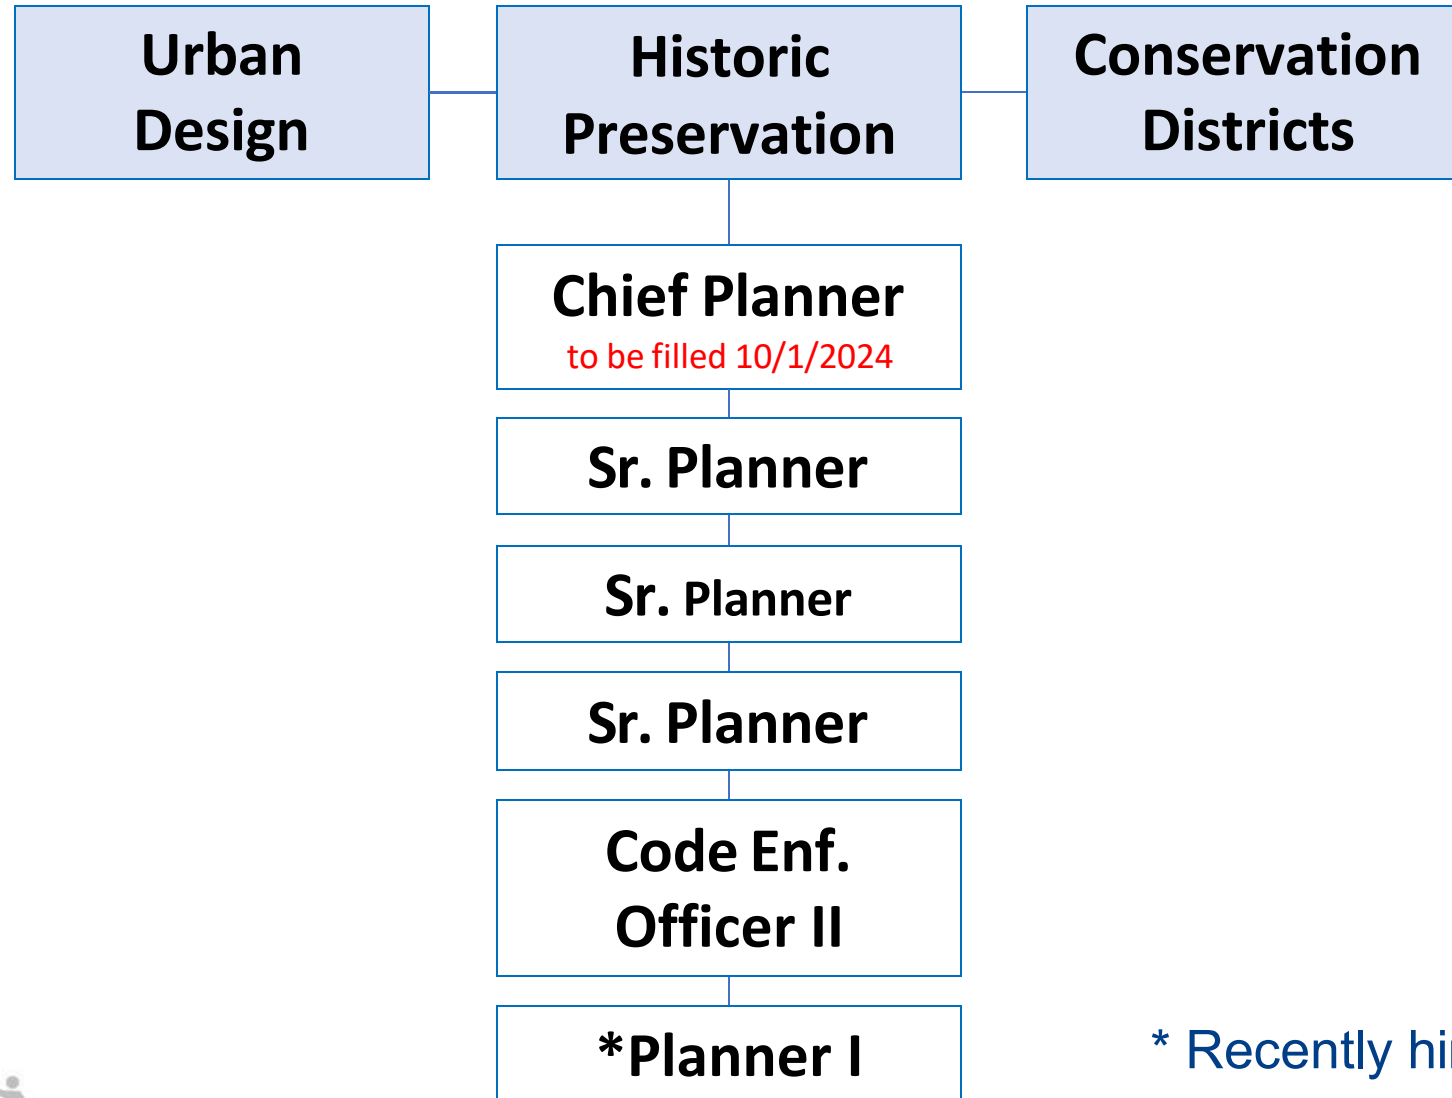 Urban
Design
Historic
Preservation
Conservation
Districts
Chief Planner
to be filled 10/1/2024
Sr. Planner
Sr. Planner
Sr. Planner
Code Enf.
Officer II
*Planner I
* Recently